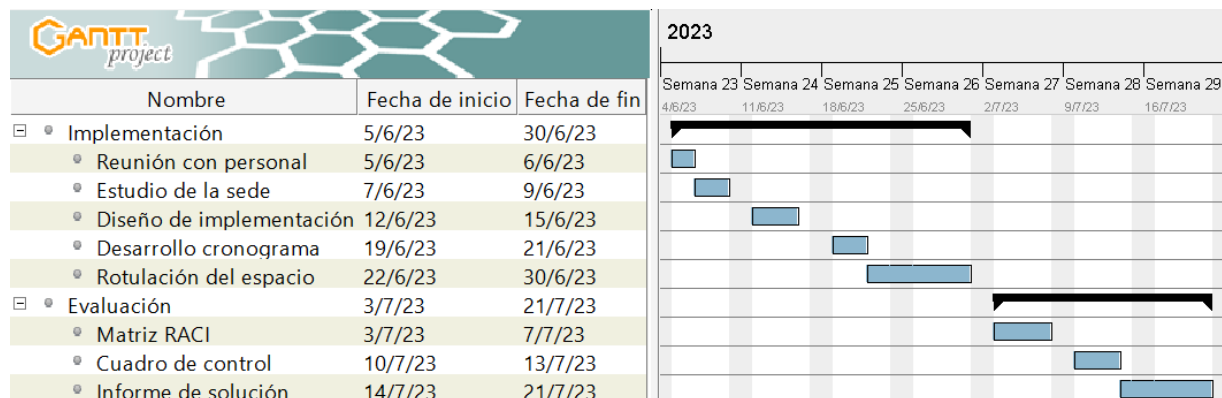 GANTT project
2023
Semana 23 Semana 24 Semana 25 Semana 26 Semana 27 Semana 28 Semana 29
4/6/23 11/6/23 18/6/23 25/6/23 2/7/23 9/7/23 16/7/23
Nombre Fecha de inicio Fecha de fin
Implementación 5/6/23 30/6/23
Reunión con personal 5/6/23 6/6/23
Estudio de la sede 7/6/23 9/6/23
Diseño de implementación 12/6/23 15/6/23
Desarrollo cronograma 19/6/23 21/6/23
Rotulación del espacio 22/6/23 30/6/23
Evaluación 3/7/23 21/7/23
Matriz RACI 3/7/23 7/7/23
Cuadro de control 10/7/23 13/7/23
Informe de solución 14/7/23 21/7/23